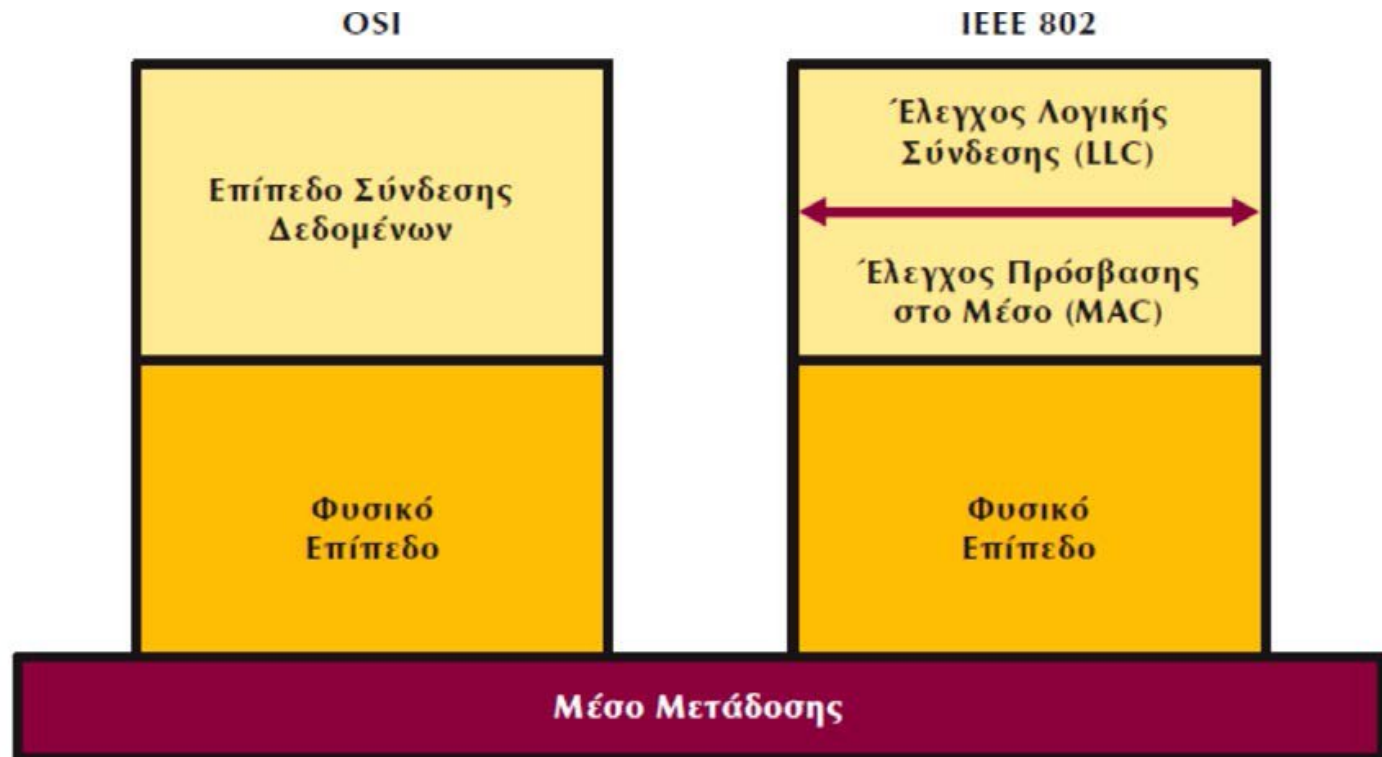 OSI
Επίπεδο Σύνδεσης
Δεδομένων
Φυσικό
Επίπεδο
IEEE 802
Έλεγχος Λογικής
Σύνδεσης (LLC)
Έλεγχος Πρόσβασης
στο Μέσο (MAC)
Φυσικό
Επίπεδο
Μέσο Μετάδοσης